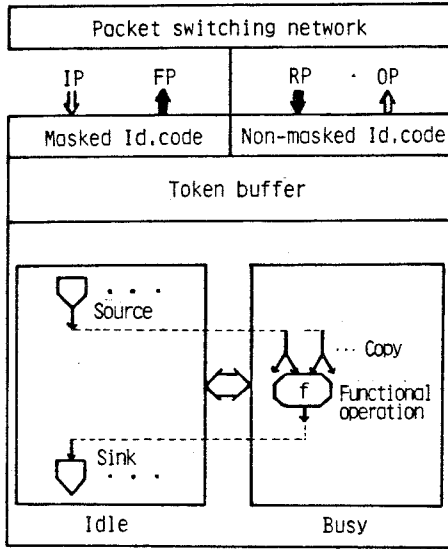 Packet switching network
IP FP RP OP
Masked Id.code Non-masked Id.code
Token buffer
Source
Copy
f Functional
operation
Sink
Idle Busy